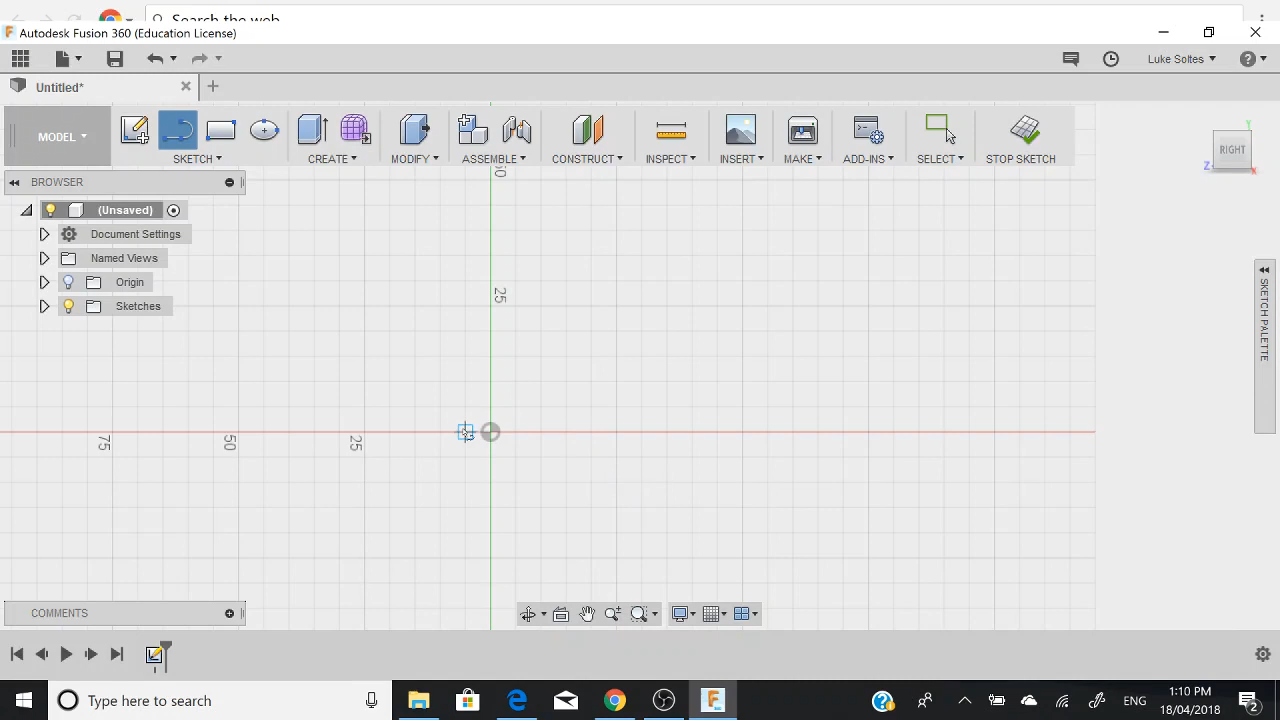 Search the web
Autodesk Fusion 360 (Education License)
Luke Soltes
Untitled*
MODEL
SKETCH
CREATE
MODIFY
ASSEMBLE
CONSTRUCT
INSPECT
INSERT
MAKE
ADD-INS
SELECT
STOP SKETCH
Y
RIGHT
Z
X
BROWSER
(Unsaved)
Document Settings
Named Views
Origin
Sketches
50
25
75
50
25
SKETCH PALETTE
COMMENTS
Type here to search
ENG
1:10 PM
18/04/2018
2